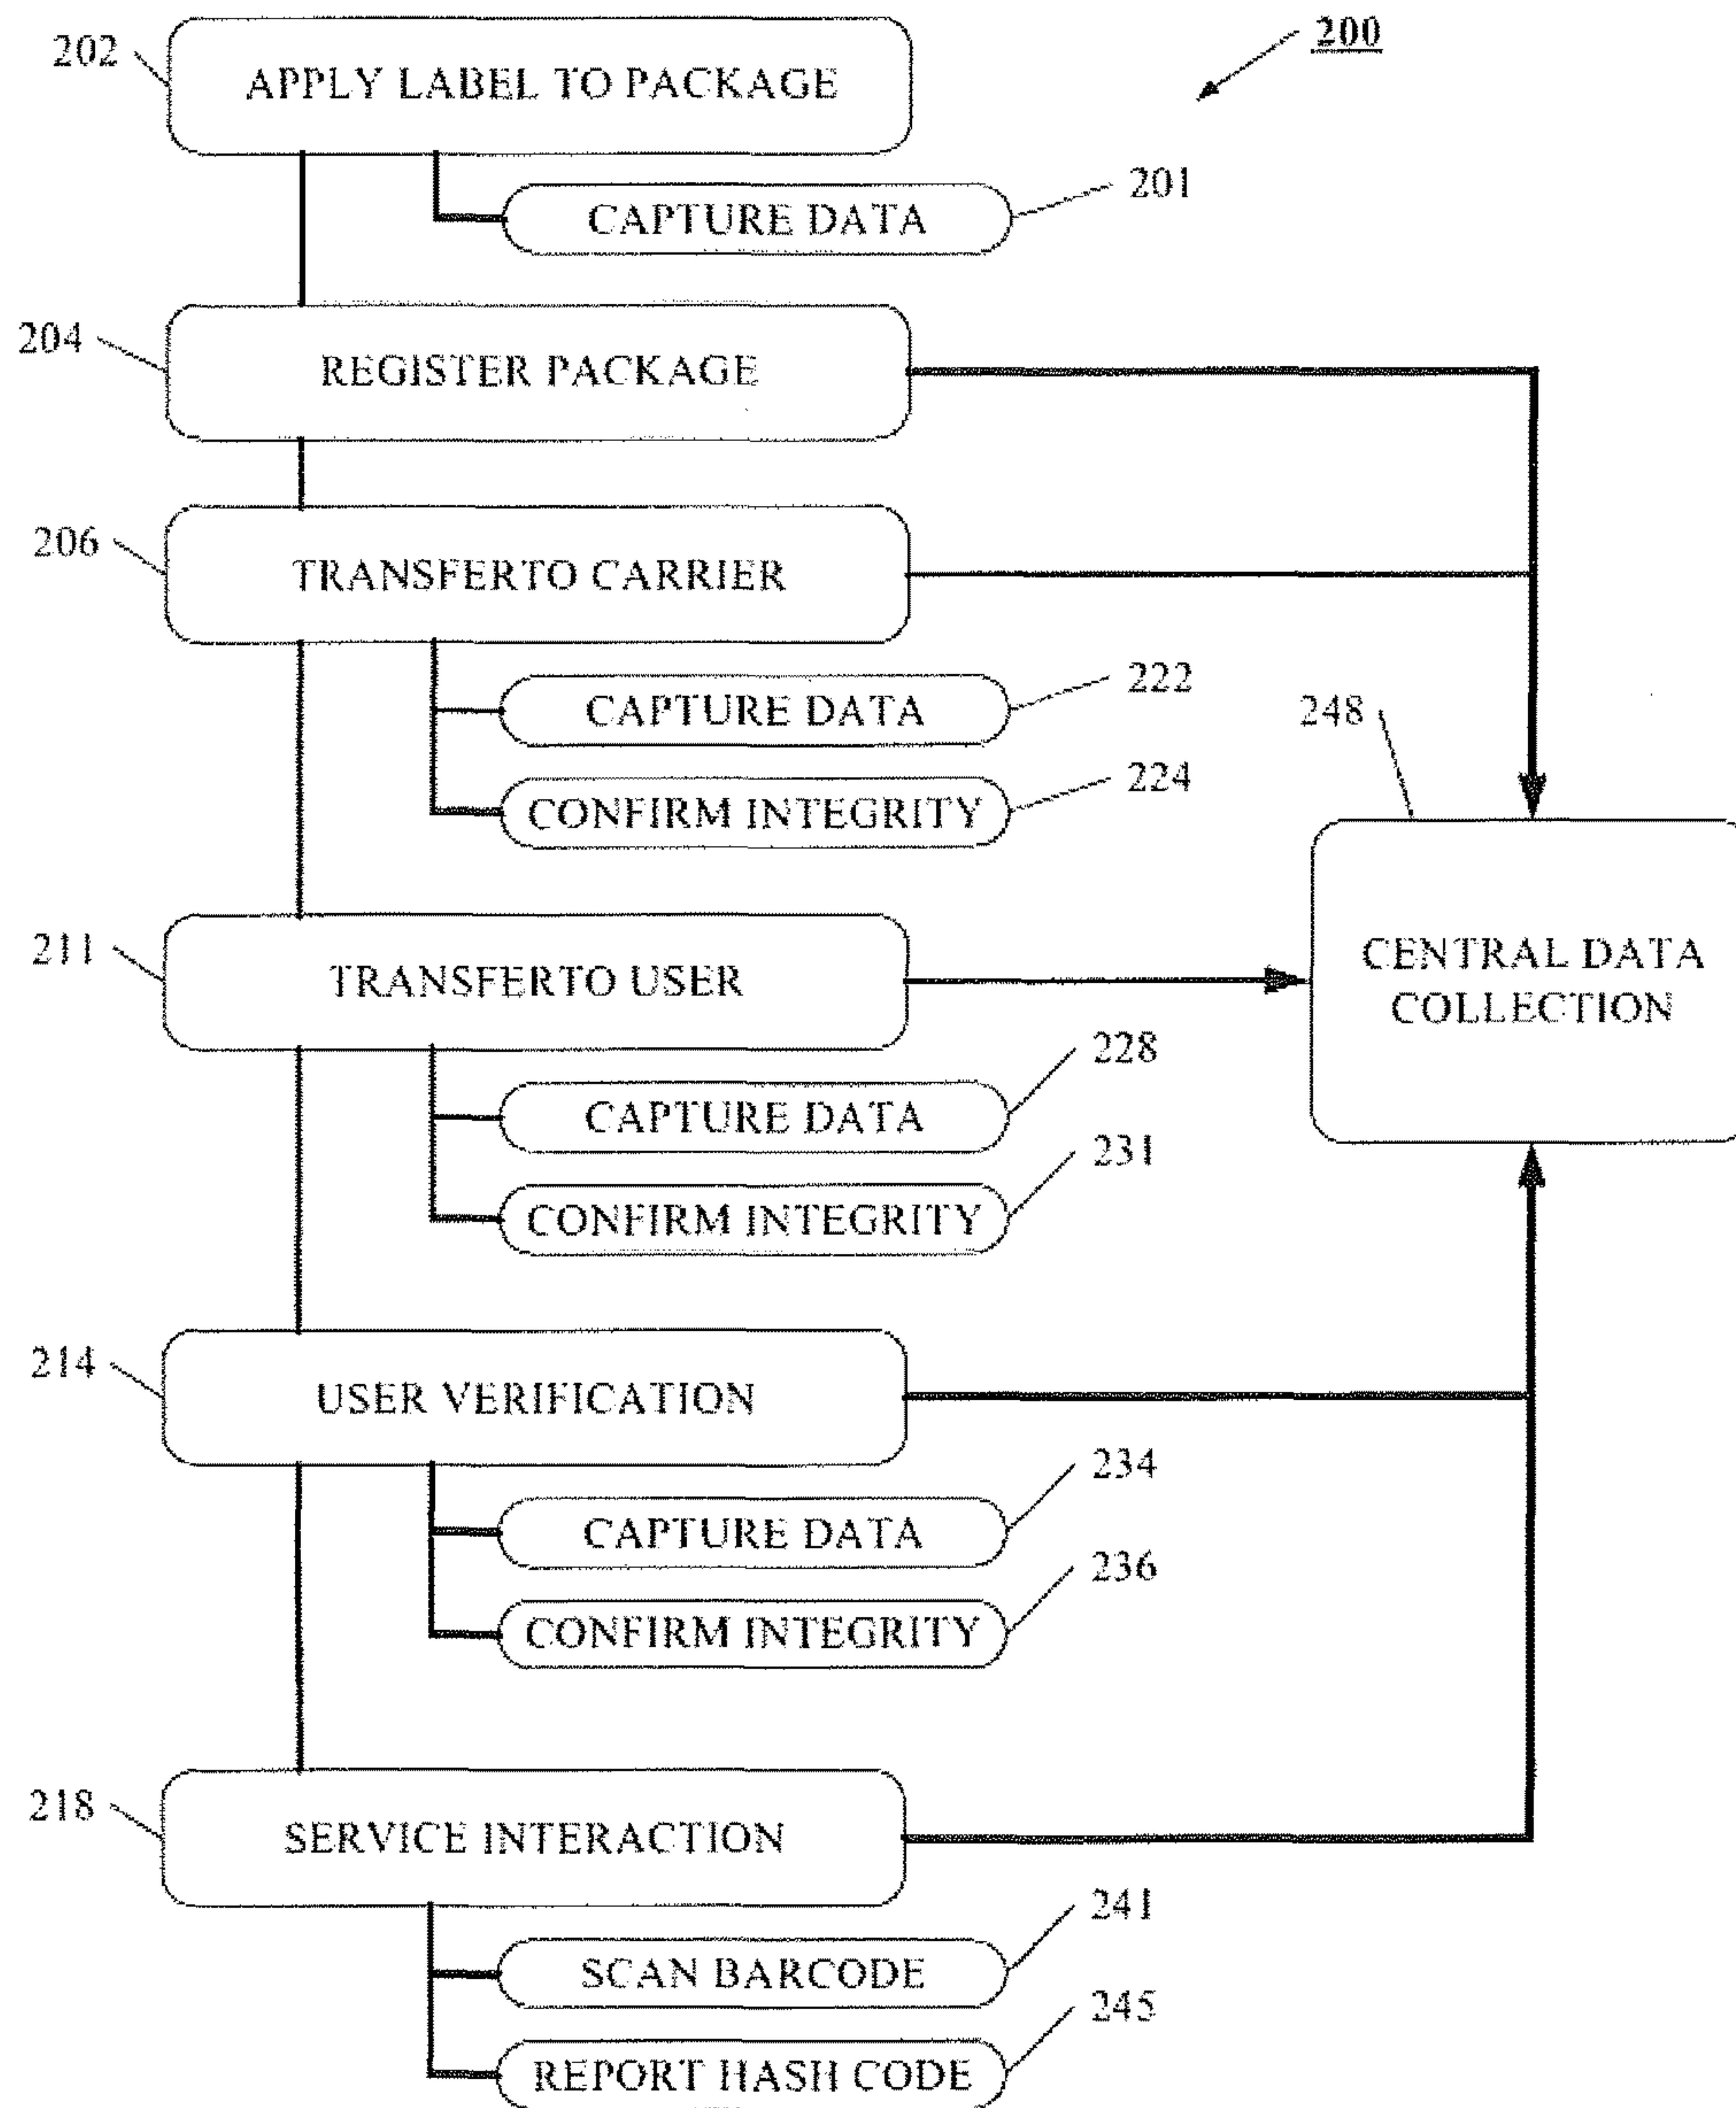 200
202
APPLY LABEL TO PACKAGE
201
CAPTURE DATA
204
REGISTER PACKAGE
206
TRANSFERTO CARRIER
222
CAPTURE DATA
248
224
CONFIRM INTEGRITY
211
TRANSFERTO USER
CENTRAL DATA
COLLECTION
228
CAPTURE DATA
231
CONFIRM INTEGRITY
214
USER VERIFICATION
234
CAPTURE DATA
236
CONFIRM INTEGRITY
218
SERVICE INTERACTION
241
SCAN BARCODE
245
REPORT HASH CODE